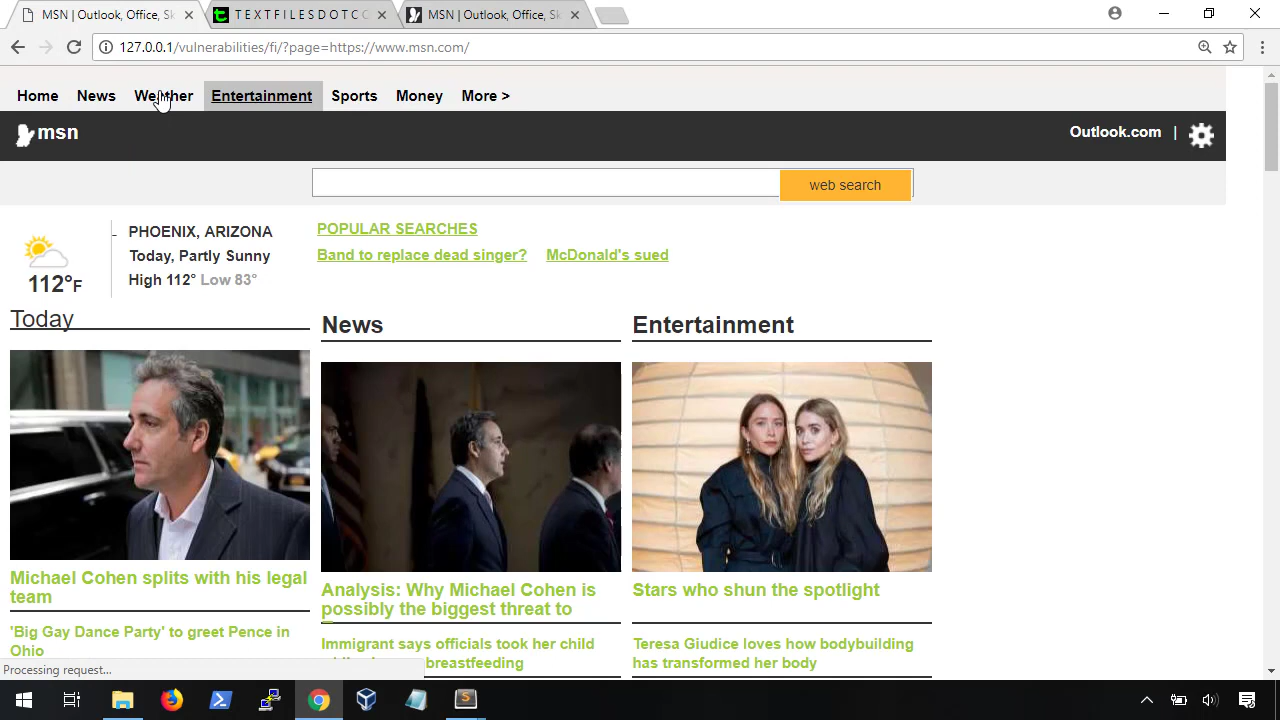 MSN | Outlook, Office, Sk
T E X T F I L E S D O T C
MSN | Outlook, Office, Sk
127.0.0.1/vulnerabilities/fi/?page=https://www.msn.com/
Home News Weather Entertainment Sports Money More >
msn
Outlook.com |
web search
PHOENIX, ARIZONA
Today, Partly Sunny
High 112° Low 83°
112°F
POPULAR SEARCHES
Band to replace dead singer? McDonald's sued
Today
Michael Cohen splits with his legal
team
'Big Gay Dance Party' to greet Pence in
Ohio
News
Analysis: Why Michael Cohen is
possibly the biggest threat to
Immigrant says officials took her child
breastfeeding
Entertainment
Stars who shun the spotlight
Teresa Giudice loves how bodybuilding
has transformed her body
Processing request...